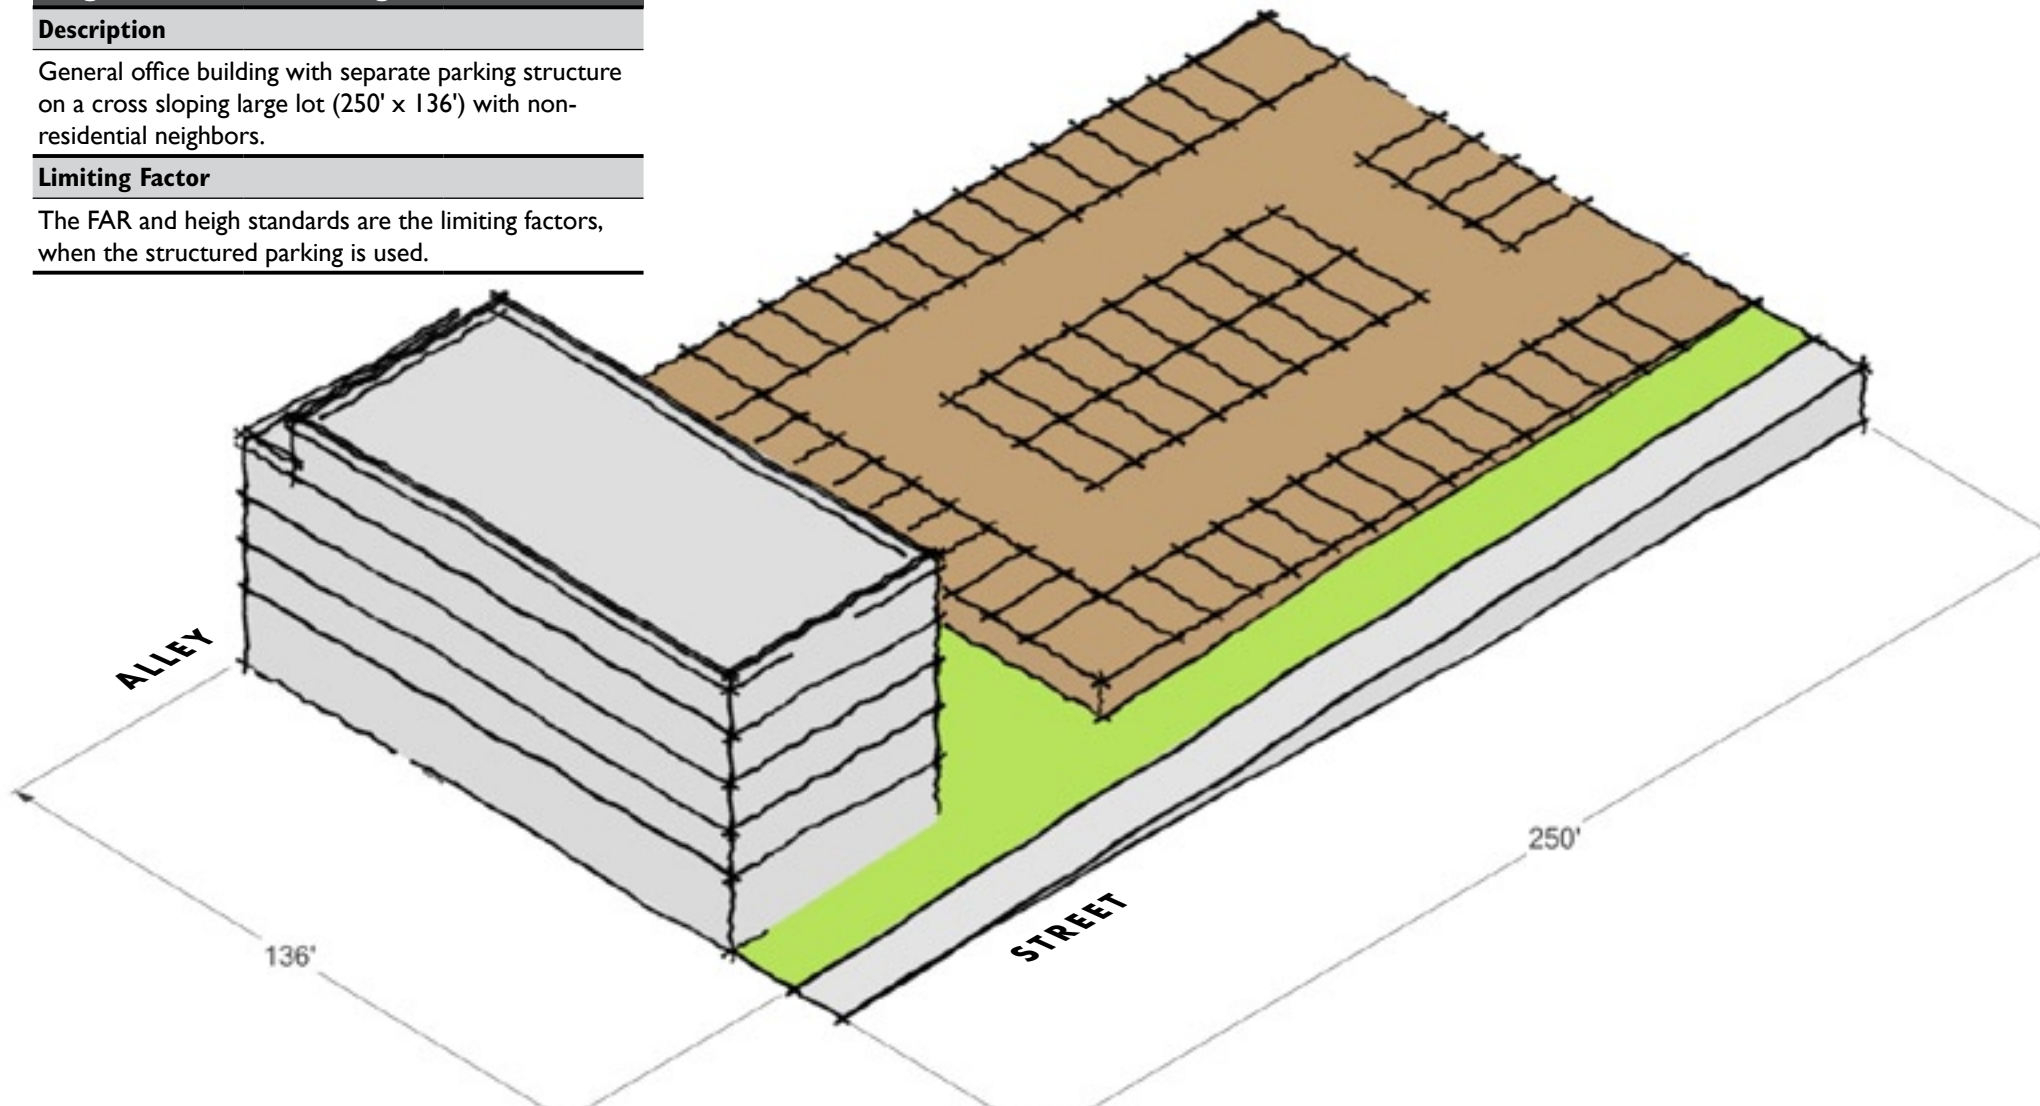 Description
General office building with separate parking structure
on a cross sloping large lot (250' x 136') with non-
residential neighbors.
Limiting Factor
The FAR and heigh standards are the limiting factors,
when the structured parking is used.
ALLEY
250'
STREET
136'